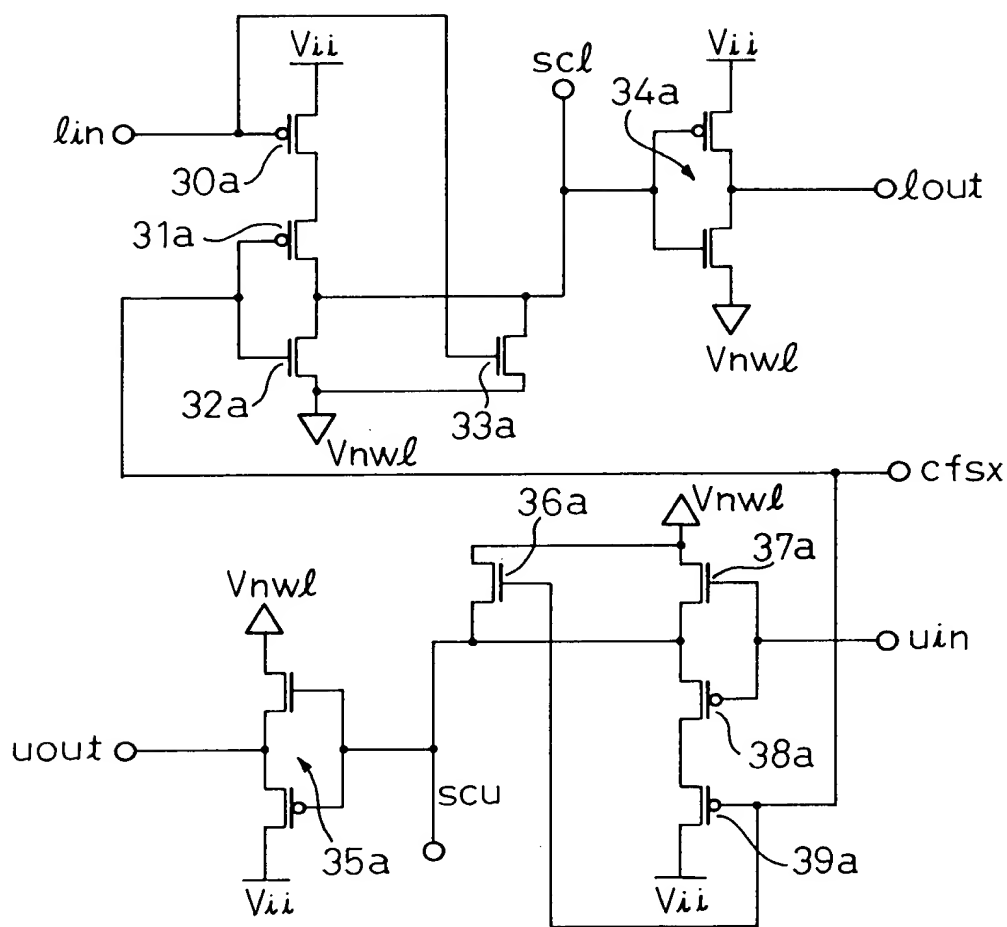 Vii
Vii
scℓ
34a
ℓin
30a
ℓout
31a
32a
33a
Vnwℓ
Vnwℓ
cfsx
36a
Vnwℓ
37a
Vnwℓ
uin
uout
38a
scu
35a
39a
Vii
Vii